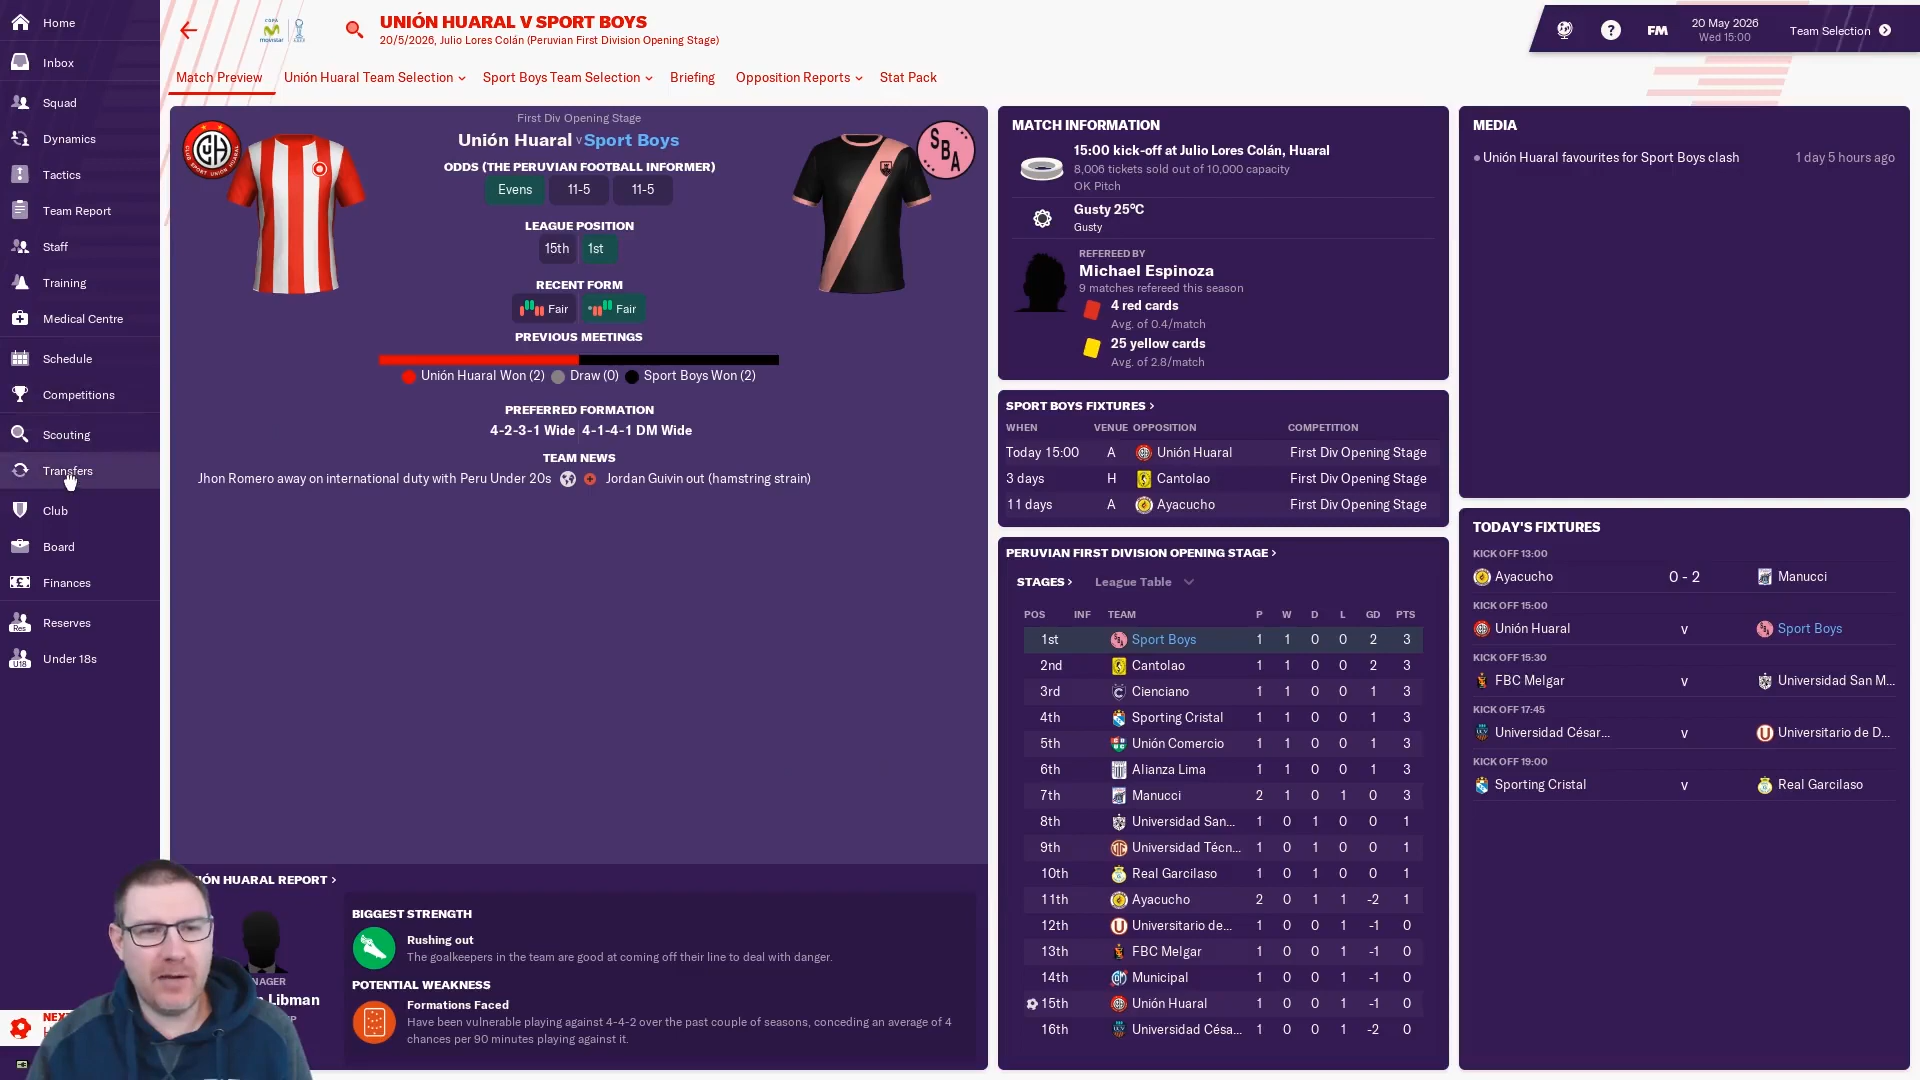 Home
Inbox
Squad
Dynamics
Tactics
Team Report
Staff
Training
Medical Centre
Schedule
Competitions
Scouting
Transfers
Club
Board
Finances
Reserves
Under 18s
UNIÓN HUARAL V SPORT BOYS
20/5/2026, Julio Lores Colán (Peruvian First Division Opening Stage)
FM
20 May 2026
Wed 15:00
Team Selection
Match Preview
Unión Huaral Team Selection
Sport Boys Team Selection
Briefing
Opposition Reports
Stat Pack
First Div Opening Stage
Unión Huaral v Sport Boys
ODDS (THE PERUVIAN FOOTBALL INFORMER)
Evens 11-5 11-5
LEAGUE POSITION
15th 1st
RECENT FORM
Fair Fair
PREVIOUS MEETINGS
Unión Huaral Won (2) Draw (0) Sport Boys Won (2)
PREFERRED FORMATION
4-2-3-1 Wide 4-1-4-1 DM Wide
TEAM NEWS
Jhon Romero away on international duty with Peru Under 20s Jordan Guivin out (hamstring strain)
IÓN HUARAL REPORT >
NAGER
n Libman
BIGGEST STRENGTH
Rushing out
The goalkeepers in the team are good at coming off their line to deal with danger.
POTENTIAL WEAKNESS
Formations Faced
Have been vulnerable playing against 4-4-2 over the past couple of seasons, conceding an average of 4
chances per 90 minutes playing against it.
NEX
MATCH INFORMATION
15:00 kick-off at Julio Lores Colán, Huaral
8,006 tickets sold out of 10,000 capacity
OK Pitch
Gusty 25°C
Gusty
REFEREED BY
Michael Espinoza
9 matches refereed this season
4 red cards
Avg. of 0.4/match
25 yellow cards
Avg. of 2.8/match
SPORT BOYS FIXTURES >
WHEN VENUE OPPOSITION COMPETITION
Today 15:00 A Unión Huaral First Div Opening Stage
3 days H Cantolao First Div Opening Stage
11 days A Ayacucho First Div Opening Stage
PERUVIAN FIRST DIVISION OPENING STAGE >
STAGES > League Table
POS INF TEAM P W D L GD PTS
1st Sport Boys 1 1 0 0 2 3
2nd Cantolao 1 1 0 0 2 3
3rd Cienciano 1 1 0 0 1 3
4th Sporting Cristal 1 1 0 0 1 3
5th Unión Comercio 1 1 0 0 1 3
6th Alianza Lima 1 1 0 0 1 3
7th Manucci 2 1 0 1 0 3
8th Universidad San... 1 0 1 0 0 1
9th Universidad Técn... 1 0 1 0 0 1
10th Real Garcilaso 1 0 1 0 0 1
11th Ayacucho 2 0 1 1 -2 1
12th Universitario de... 1 0 0 1 -1 0
13th FBC Melgar 1 0 0 1 -1 0
14th Municipal 1 0 0 1 -1 0
15th Unión Huaral 1 0 0 1 -1 0
16th Universidad Césa... 1 0 0 1 -2 0
MEDIA
Unión Huaral favourites for Sport Boys clash 1 day 5 hours ago
TODAY'S FIXTURES
KICK OFF 13:00
Ayacucho 0 - 2 Manucci
KICK OFF 15:00
Unión Huaral v Sport Boys
KICK OFF 15:30
FBC Melgar v Universidad San M...
KICK OFF 17:45
Universidad César... v Universitario de D...
KICK OFF 19:00
Sporting Cristal v Real Garcilaso